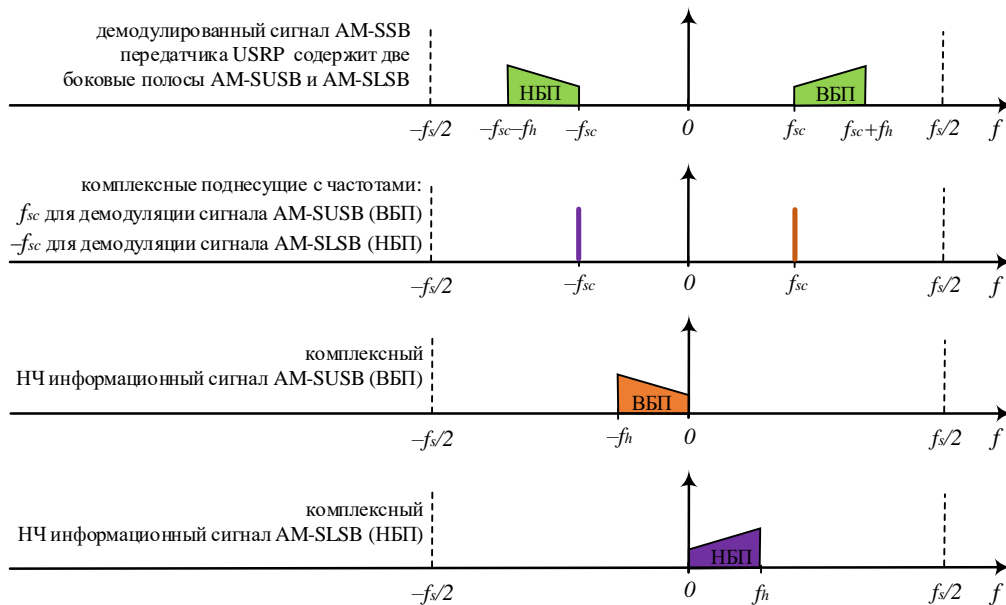 демодулированный сигнал AM-SSB
передатчика USRP содержит две
боковые полосы AM-SUSB и AM-SLSB
НБП
ВБП
–fs/2
–fsc–fh
–fsc
0
fsc
fsc+fh
fs/2
f
комплексные поднесущие с частотами:
fsc для демодуляции сигнала AM-SUSB (ВБП)
–fsc для демодуляции сигнала AM-SLSB (НБП)
–fs/2
–fsc
0
fsc
fs/2
f
комплексный
НЧ информационный сигнал AM-SUSB (ВБП)
ВБП
–fs/2
–fh
0
fs/2
f
комплексный
НЧ информационный сигнал AM-SLSB (НБП)
НБП
–fs/2
0
fh
fs/2
f